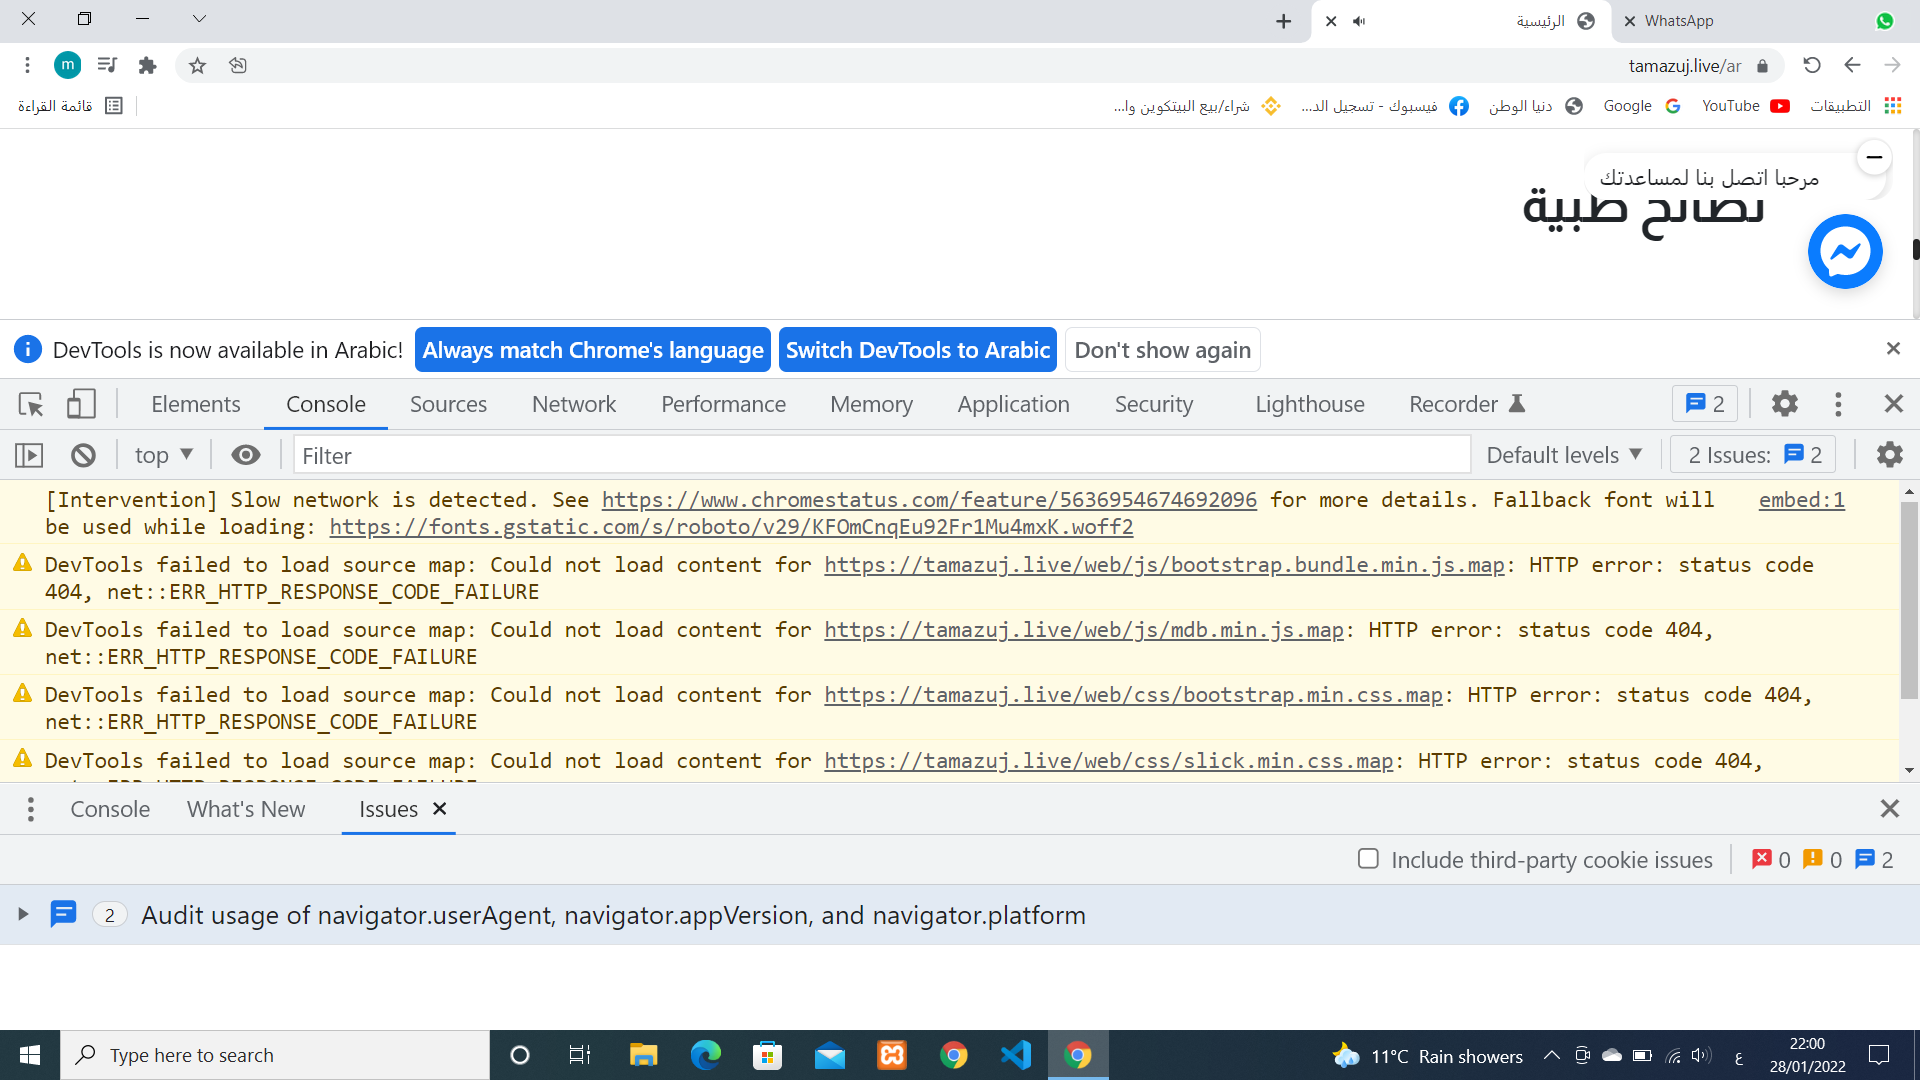 WhatsApp
الرئيسية
tamazuj.live/ar
m
التطبيقات
YouTube
Google
دنيا الوطن
فيسبوك - تسجيل الد...
شراء/بيع البيتكوين وا...
قائمة القراءة
مرحبا اتصل بنا لمساعدتك
نصائح طبية
DevTools is now available in Arabic! Always match Chrome's language Switch DevTools to Arabic Don't show again
Elements Console Sources Network Performance Memory Application Security Lighthouse Recorder 2
top Filter Default levels 2 Issues: 2
[Intervention] Slow network is detected. See https://www.chromestatus.com/feature/5636954674692096 for more details. Fallback font will embed:1
be used while loading: https://fonts.gstatic.com/s/roboto/v29/KFOmCnqEu92Fr1Mu4mxK.woff2
DevTools failed to load source map: Could not load content for https://tamazuj.live/web/js/bootstrap.bundle.min.js.map: HTTP error: status code
404, net::ERR_HTTP_RESPONSE_CODE_FAILURE
DevTools failed to load source map: Could not load content for https://tamazuj.live/web/js/mdb.min.js.map: HTTP error: status code 404,
net::ERR_HTTP_RESPONSE_CODE_FAILURE
DevTools failed to load source map: Could not load content for https://tamazuj.live/web/css/bootstrap.min.css.map: HTTP error: status code 404,
net::ERR_HTTP_RESPONSE_CODE_FAILURE
DevTools failed to load source map: Could not load content for https://tamazuj.live/web/css/slick.min.css.map: HTTP error: status code 404,
Console What's New Issues
Include third-party cookie issues 0 0 2
2 Audit usage of navigator.userAgent, navigator.appVersion, and navigator.platform
Type here to search
11°C Rain showers
ع
22:00
28/01/2022